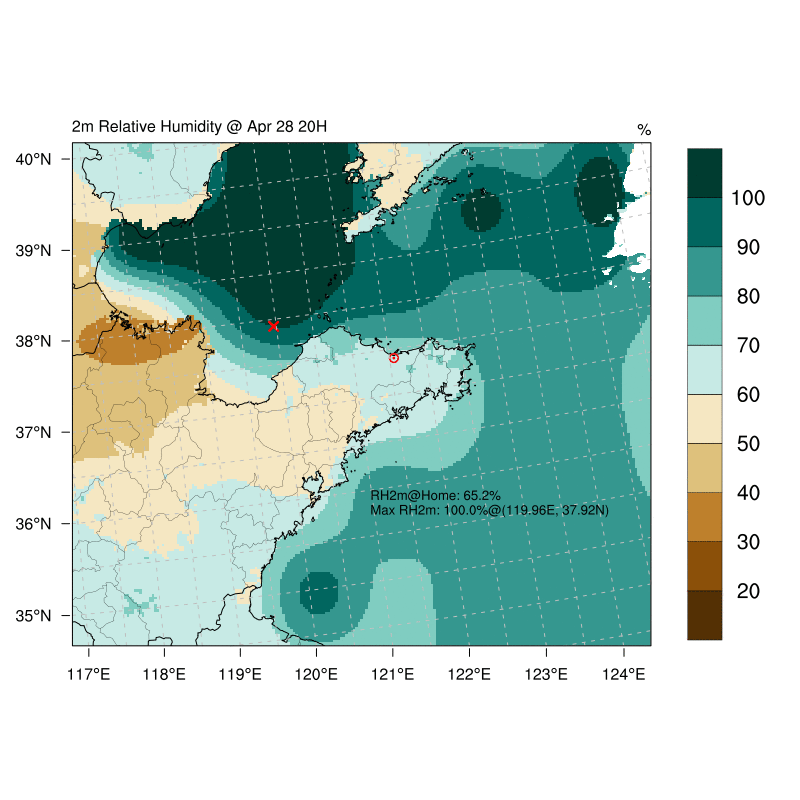 2m Relative Humidity @ Apr 28 20H
%
40°N
39°N
38°N
37°N
36°N
35°N
100
90
80
70
60
50
40
30
20
RH2m@Home: 65.2%
Max RH2m: 100.0%@(119.96E, 37.92N)
117°E
118°E
119°E
120°E
121°E
122°E
123°E
124°E